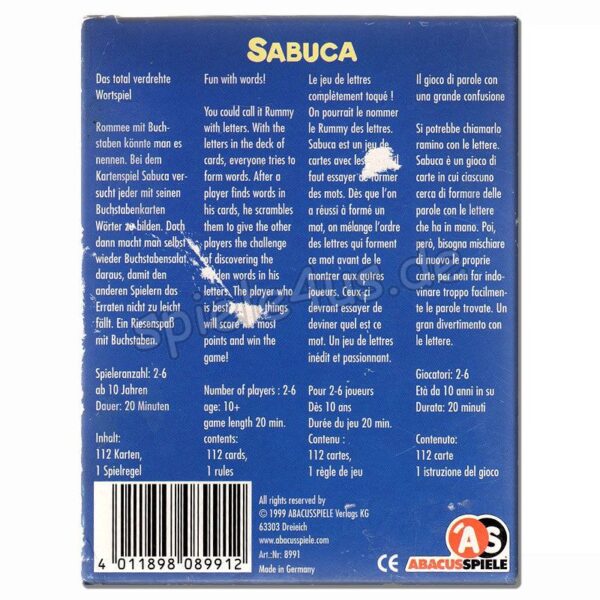 SABUCA
Das total verdrehte
Wortspiel
Rommee mit Buch-
staben könnte man es
nennen. Bei dem
Kartenspiel Sabuca ver-
sucht jeder mit seinen
Buchstabenkarten
Wörter zu bilden. Doch
dann macht man selbst
wieder Buchstabensalat
daraus, damit den
anderen Spielern das
Erraten nicht zu leicht
fällt. Ein Riesenspaß
mit Buchstaben.
Spieleranzahl: 2-6
ab 10 Jahren
Dauer: 20 Minuten
Inhalt:
112 Karten,
1 Spielregel
Fun with words!
You could call it Rummy
with letters. With the
letters in the deck of
cards, everyone tries to
form words. After a
player finds words in
his cards, he scrambles
them to give the other
players the challenge
of discovering the
words in his
letters. The player who
is best things
will score most
points and win the
game!
Number of players : 2-6
age: 10+
game length 20 min.
contents:
112 cards,
1 rules
Le jeu de lettres
complètement toqué !
On pourrait le nommer
le Rummy des lettres.
Sabuca est un jeu de
cartes avec
faut essayer de former
des mots. Dès que l'on
a réussi à formé un
mot, on mélange l'ordre
des lettres qui forment
ce mot avant de le
montrer aux autres
joueurs. Ceux-ci
devront essayer de
deviner quel est ce
mot. Un jeu de lettres
inédit et passionnant.
Pour 2-6 joueurs
Dès 10 ans
Durée du jeu 20 min.
Contenu :
112 cartes,
1 règle de jeu
Il gioco di parole con
una grande confusione
Si potrebbe chiamarlo
ramino con le lettere.
Sabuca è un gioco di
carte in cui ciascuno
cerca di formare delle
parole con le lettere
che ha in mano. Poi,
però, bisogna mischiare
di nuovo le proprie
carte per non far indo-
vinare troppo facilmen-
te le parole trovate. Un
gran divertimento con
le lettere.
Giocatori: 2-6
Età da 10 anni in su
Durata: 20 minuti
Contenuto:
112 carte
1 istruzione del gioco
4 011898 089912
All rights reserved by
© 1999 ABACUSSPIELE Verlags KG
63303 Dreieich
www.abacusspiele.com
Art.-Nr: 8991
Made in Germany
CE
AS
ABACUSSPIELE
spiele4us.de